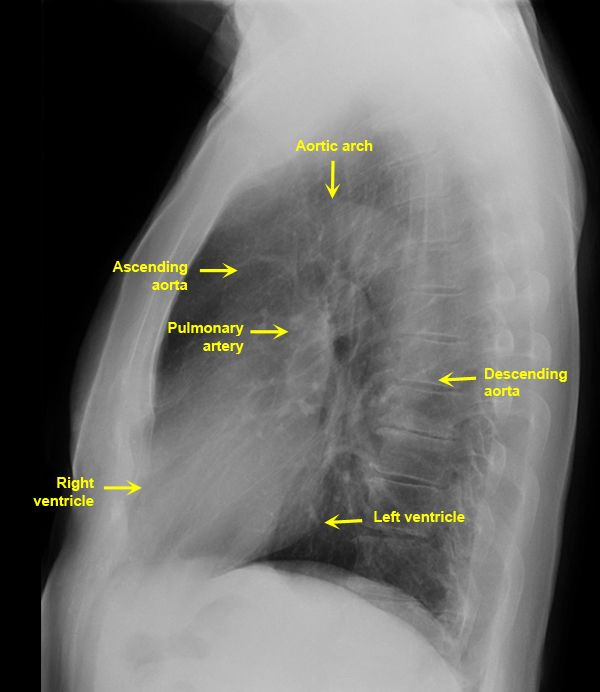 Aortic arch
Ascending
aorta
Pulmonary
artery
Descending
aorta
Right
ventricle
Left ventricle